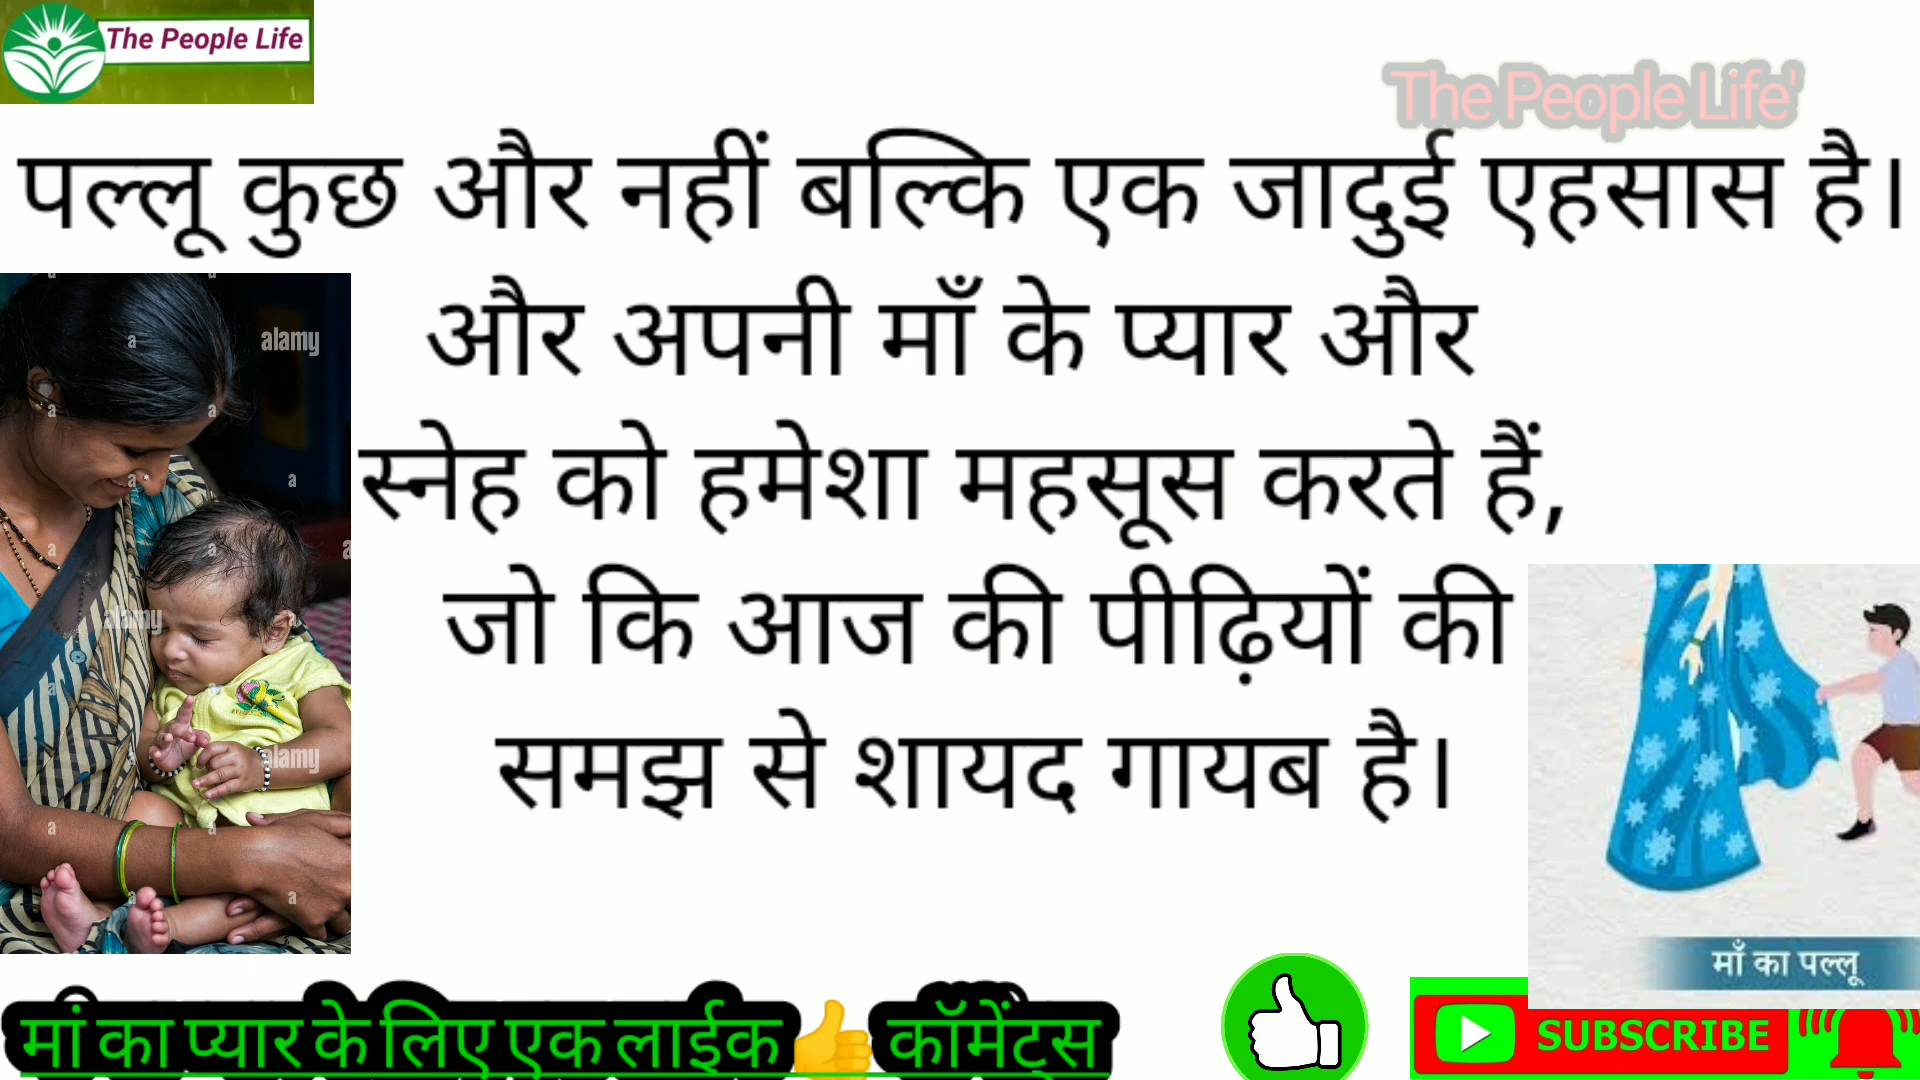 The People Life
The People Life'
पल्लू कुछ और नहीं बल्कि एक जादुई एहसास है।
और अपनी माँ के प्यार और
स्नेह को हमेशा महसूस करते हैं,
जो कि आज की पीढ़ियों की
समझ से शायद गायब है।
alamy
alamy
alamy
माँ का पल्लू
मां का प्यार के लिए एक लाईक👍 कॉमेंट्स
SUBSCRIBE